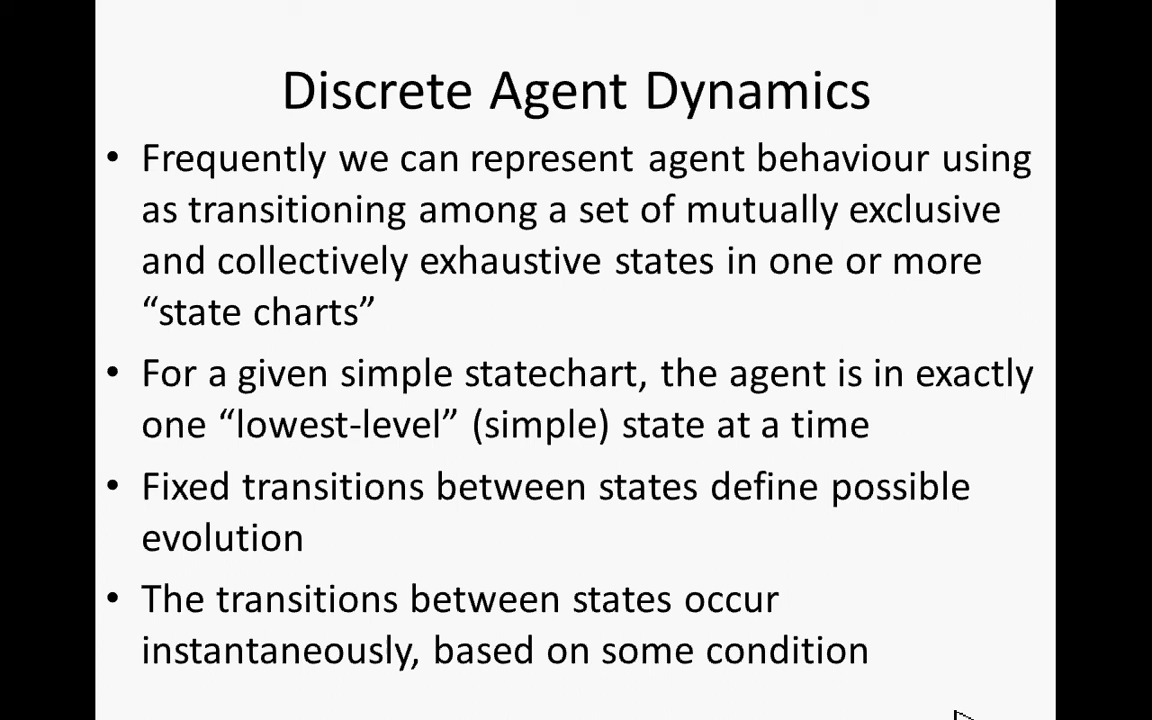 Discrete Agent Dynamics
• Frequently we can represent agent behaviour using
as transitioning among a set of mutually exclusive
and collectively exhaustive states in one or more
“state charts”
• For a given simple statechart, the agent is in exactly
one “lowest-level” (simple) state at a time
• Fixed transitions between states define possible
evolution
• The transitions between states occur
instantaneously, based on some condition